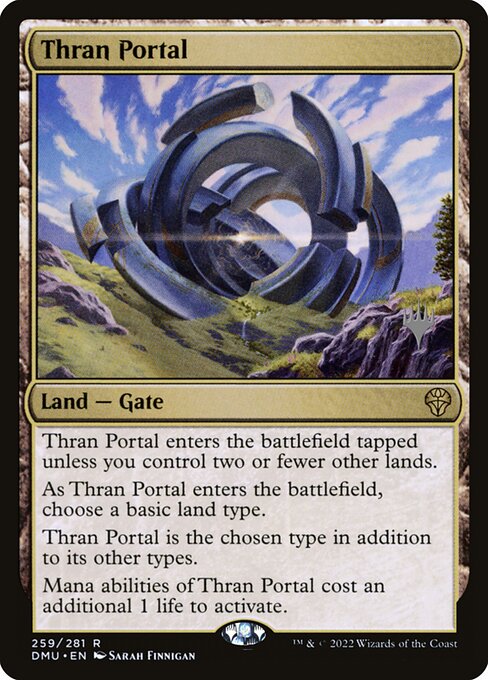 Thran Portal
Land — Gate
Thran Portal enters the battlefield tapped
unless you control two or fewer other lands.
As Thran Portal enters the battlefield,
choose a basic land type.
Thran Portal is the chosen type in addition
to its other types.
Mana abilities of Thran Portal cost an
additional 1 life to activate.
259/281 R
DMU • EN Sarah Finnigan
™ & © 2022 Wizards of the Coast